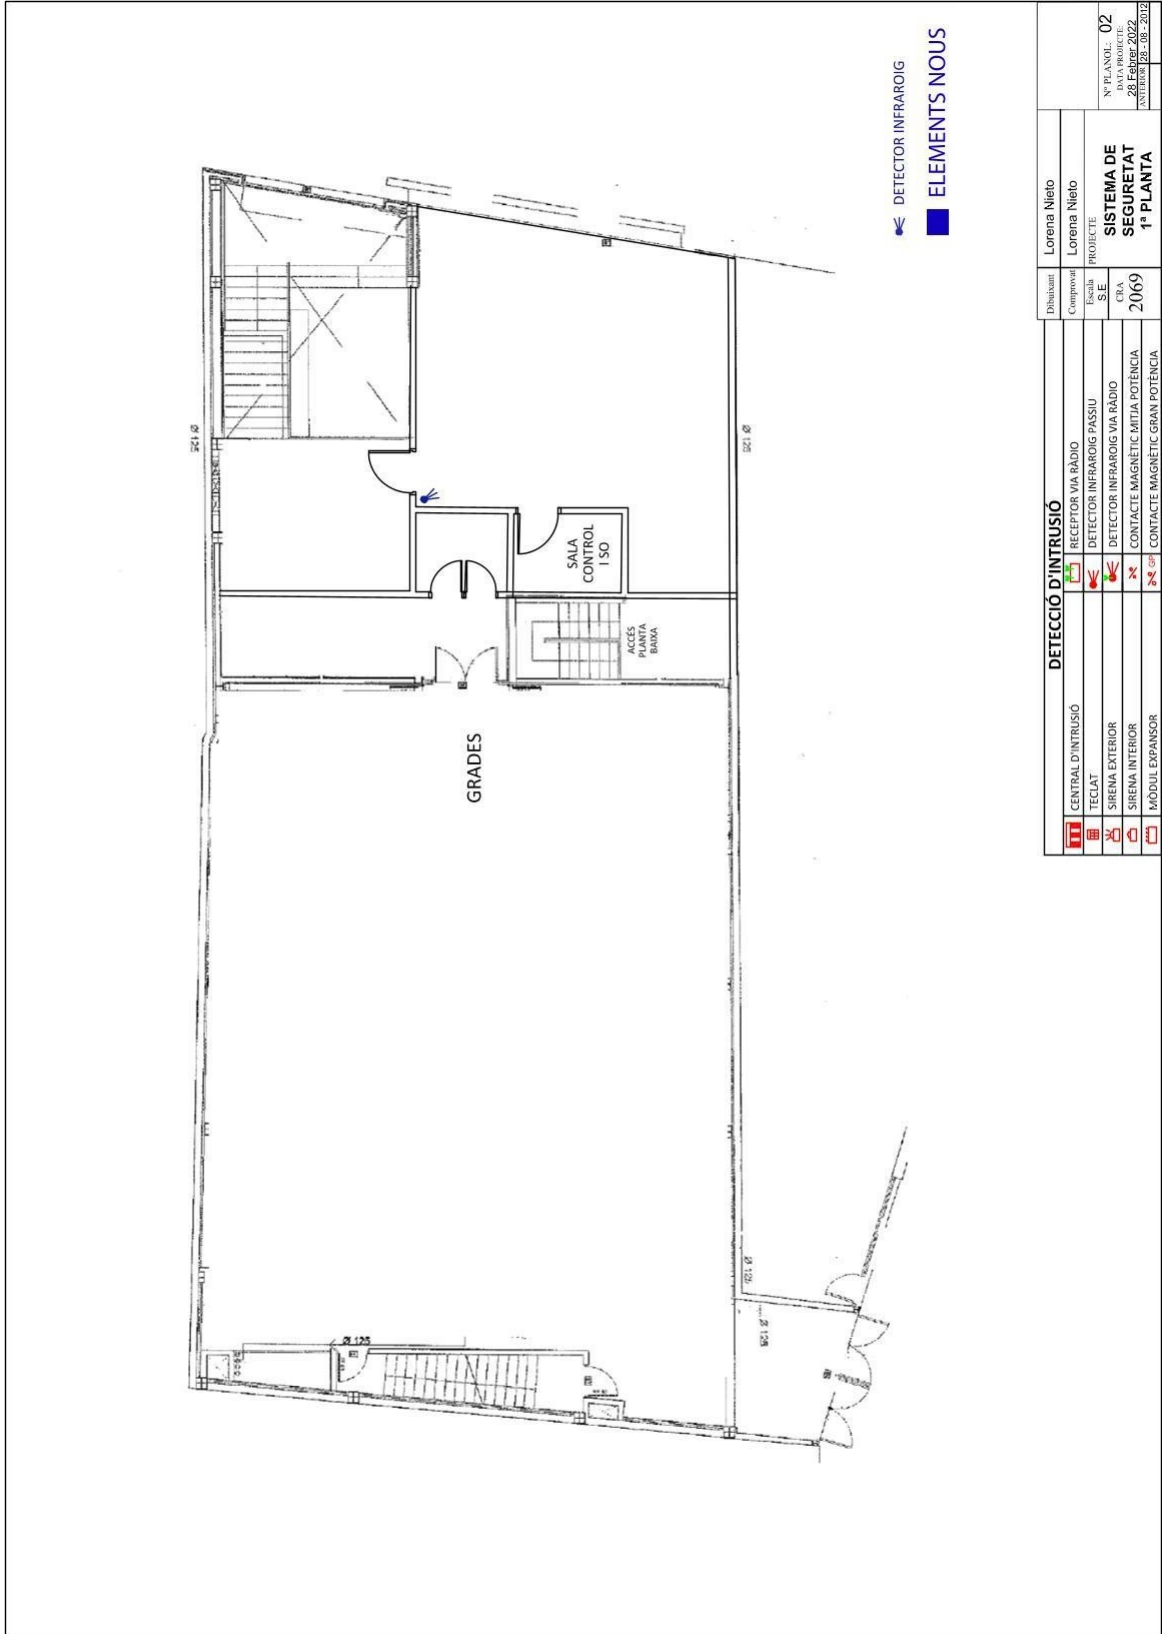 Ø 125
Ø 125
SALA
CONTROL
I SO
ACCÉS
PLANTA
BAIXA
GRADES
Ø 125
Ø 125
Ø 125
DETECTOR INFRAROIG
ELEMENTS NOUS
DETECCIÓ D'INTRUSIÓ
CENTRAL D'INTRUSIÓ
RECEPTOR VIA RÀDIO
TECLAT
DETECTOR INFRAROIG PASSIU
SIRENA EXTERIOR
DETECTOR INFRAROIG VIA RÀDIO
SIRENA INTERIOR
CONTACTE MAGNÈTIC MITJA POTÈNCIA
MÒDUL EXPANSOR
GP
CONTACTE MAGNÈTIC GRAN POTÈNCIA
Dibuixant
Lorena Nieto
Comprovat
Lorena Nieto
Escala
S.E
CRA
2069
PROJECTE
SISTEMA DE
SEGURETAT
1ª PLANTA
Nº PLANOL: 02
DATA PROJECTE:
28 Febrer 2022
ANTERIOR 28 - 08 - 2012